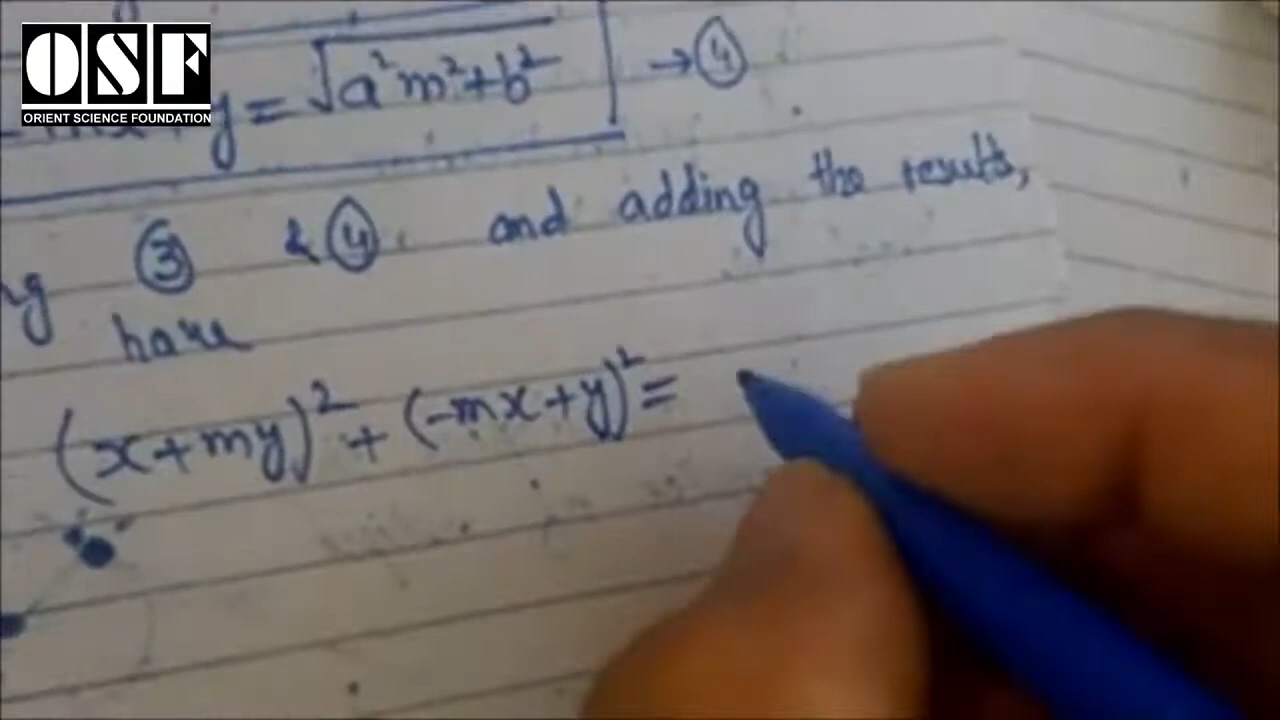 OSF
ORIENT SCIENCE FOUNDATION
y = √a²m²+b² → ④
③ & ④ and adding the results,
have
(x+my)² + (-mx+y)² =